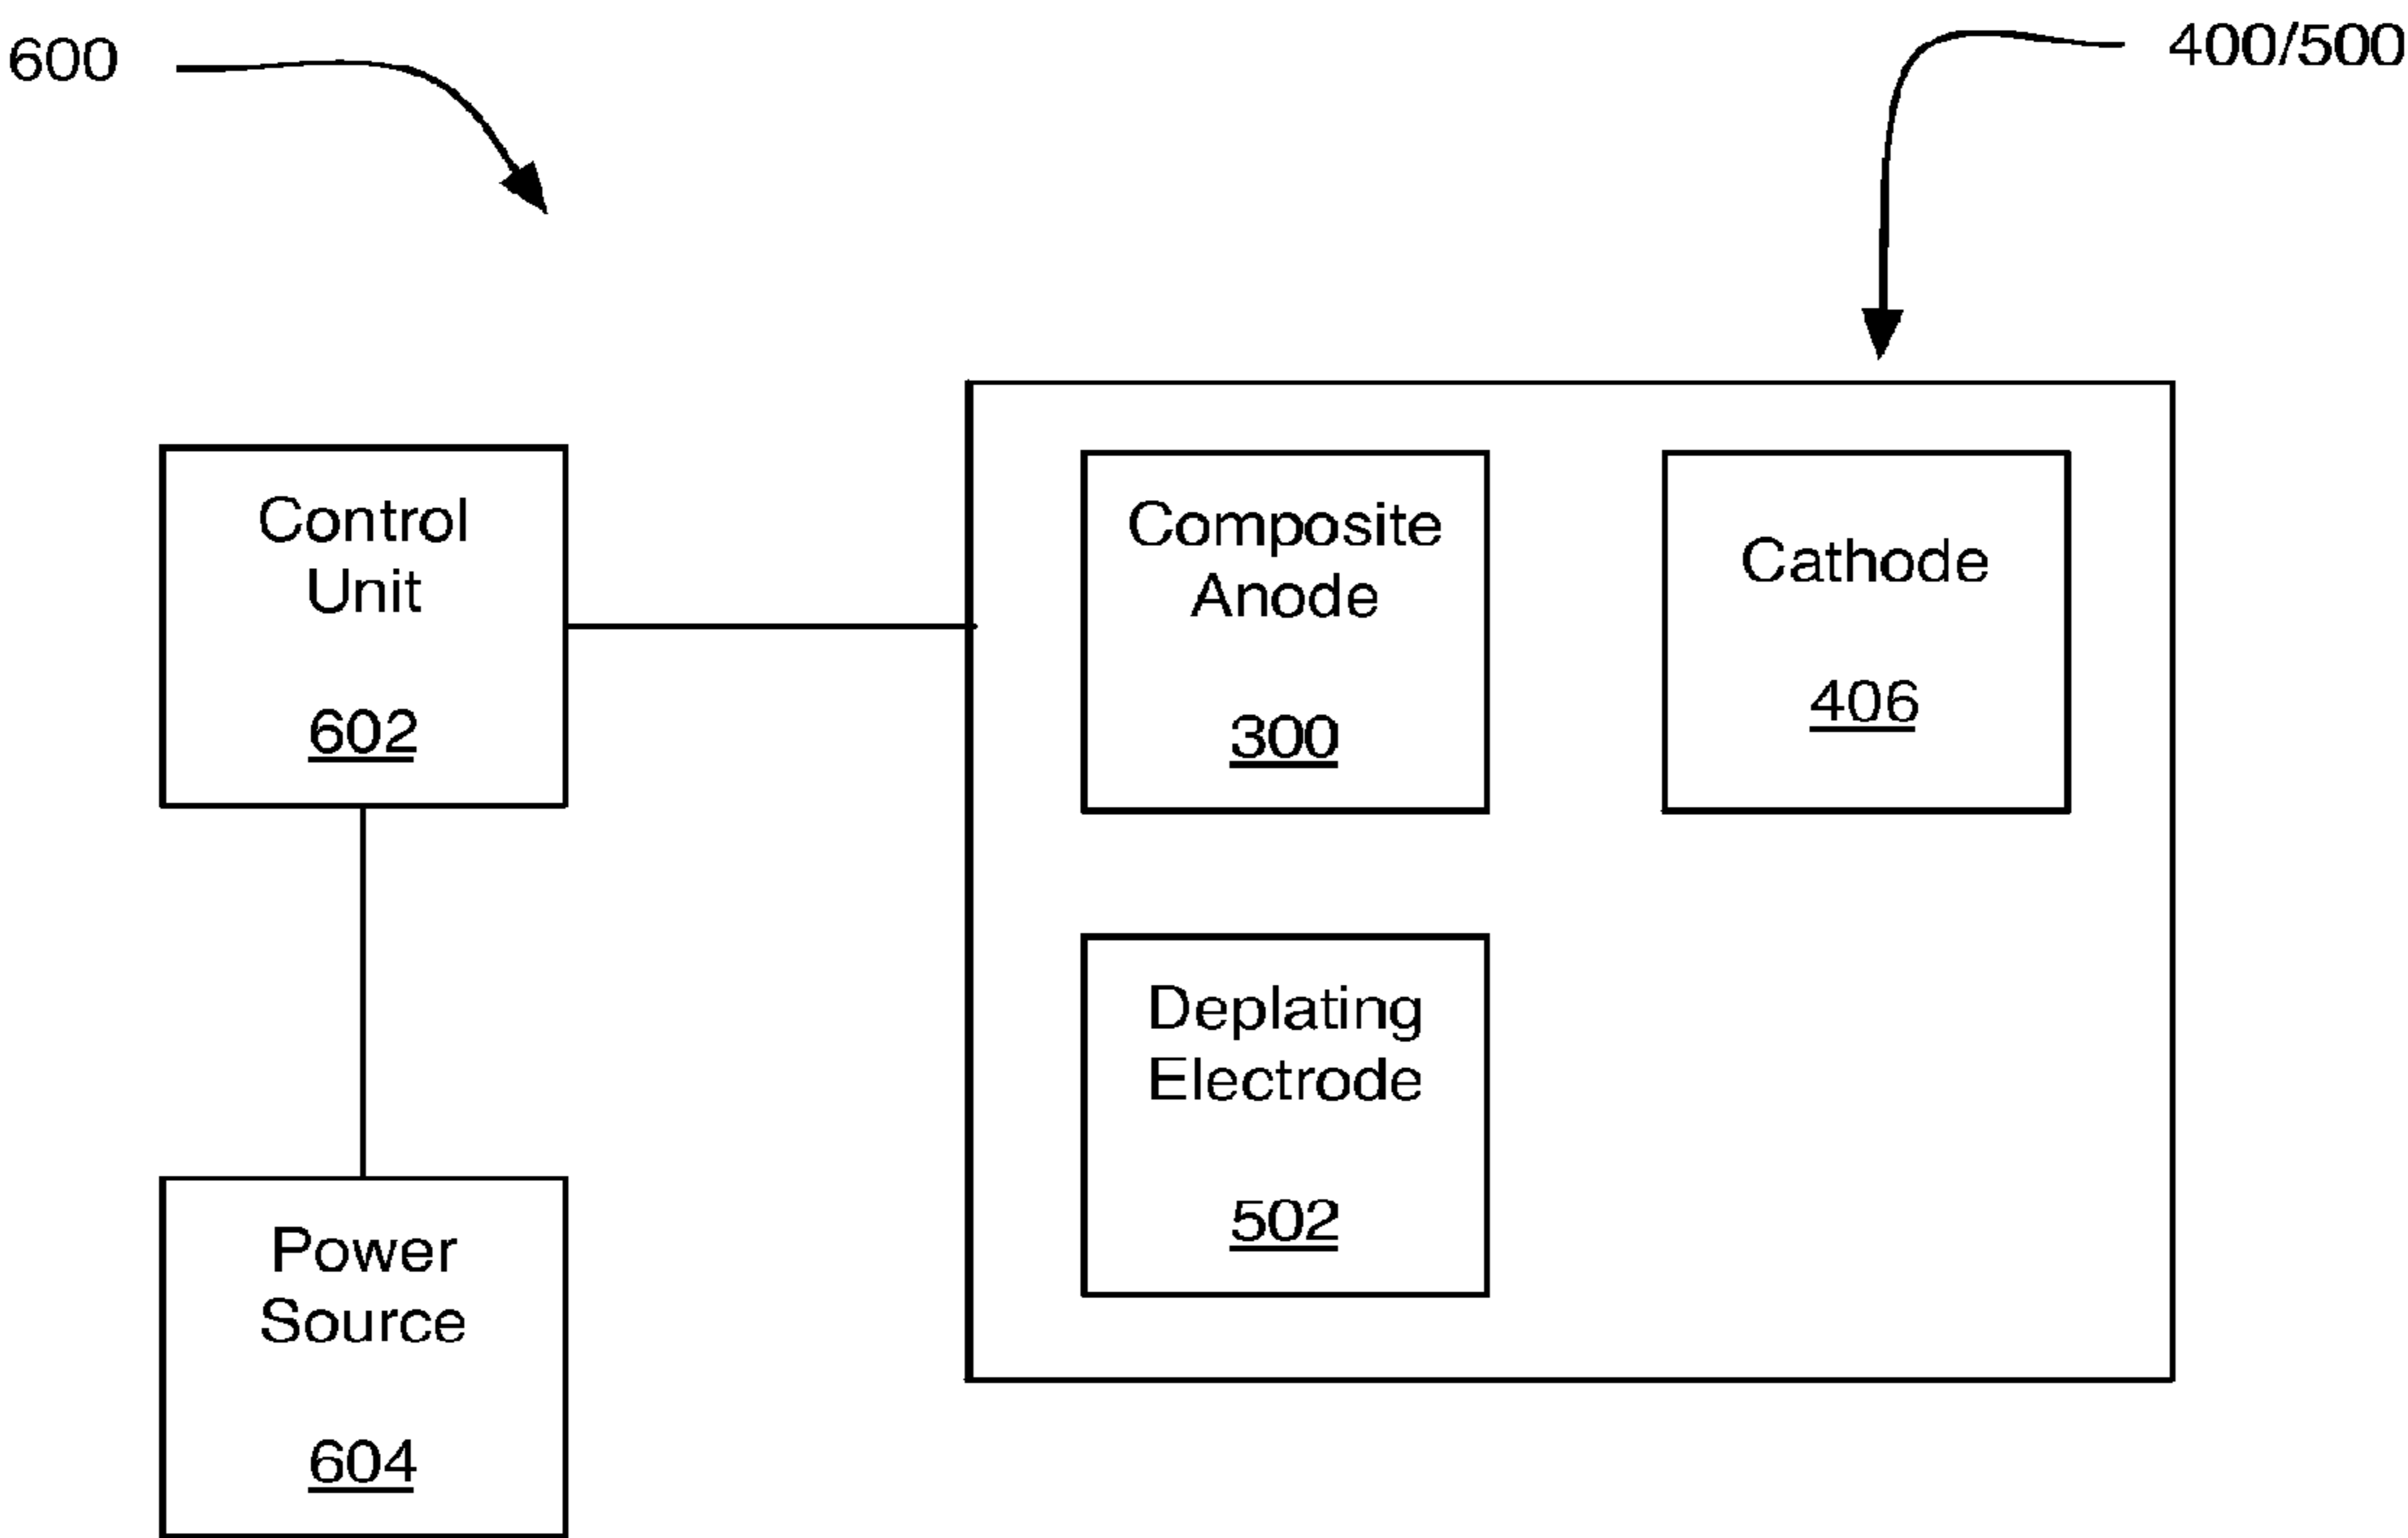 600
400/500
Control
Unit
602
Composite
Anode
300
Cathode
406
Deplating
Electrode
502
Power
Source
604